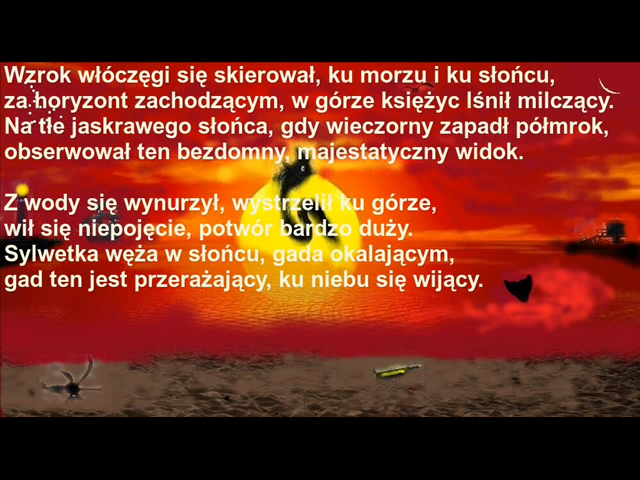 Wzrok włóczęgi się skierował, ku morzu i ku słońcu,
za horyzont zachodzącym, w górze księżyc lśnił milczący.
Na tle jaskrawego słońca, gdy wieczorny zapadł półmrok,
obserwował ten bezdomny, majestatyczny widok.
Z wody się wynurzył, wystrzelił ku górze,
wił się niepojęcie, potwór bardzo duży.
Sylwetka węża w słońcu, gada okalającym,
gad ten jest przerażający, ku niebu się wijący.